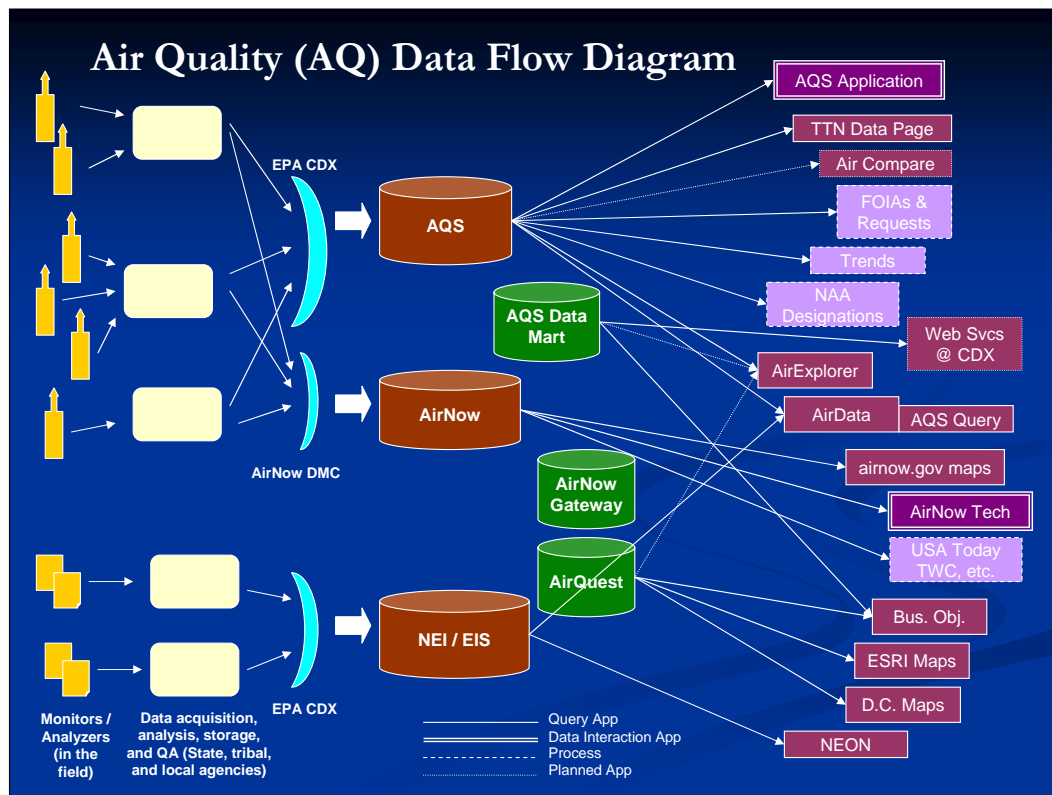 Air Quality (AQ) Data Flow Diagram
AQS Application
TTN Data Page
Air Compare
FOIAs &
Requests
Trends
NAA
Designations
Web Svcs
@ CDX
AirExplorer
AirData
AQS Query
airnow.gov maps
AirNow Tech
USA Today
TWC, etc.
Bus. Obj.
ESRI Maps
D.C. Maps
NEON
EPA CDX
AQS
AQS Data
Mart
AirNow
AirNow DMC
AirNow
Gateway
AirQuest
NEI / EIS
EPA CDX
Monitors /
Analyzers
(in the
field)
Data acquisition,
analysis, storage,
and QA (State, tribal,
and local agencies)
Query App
Data Interaction App
Process
Planned App